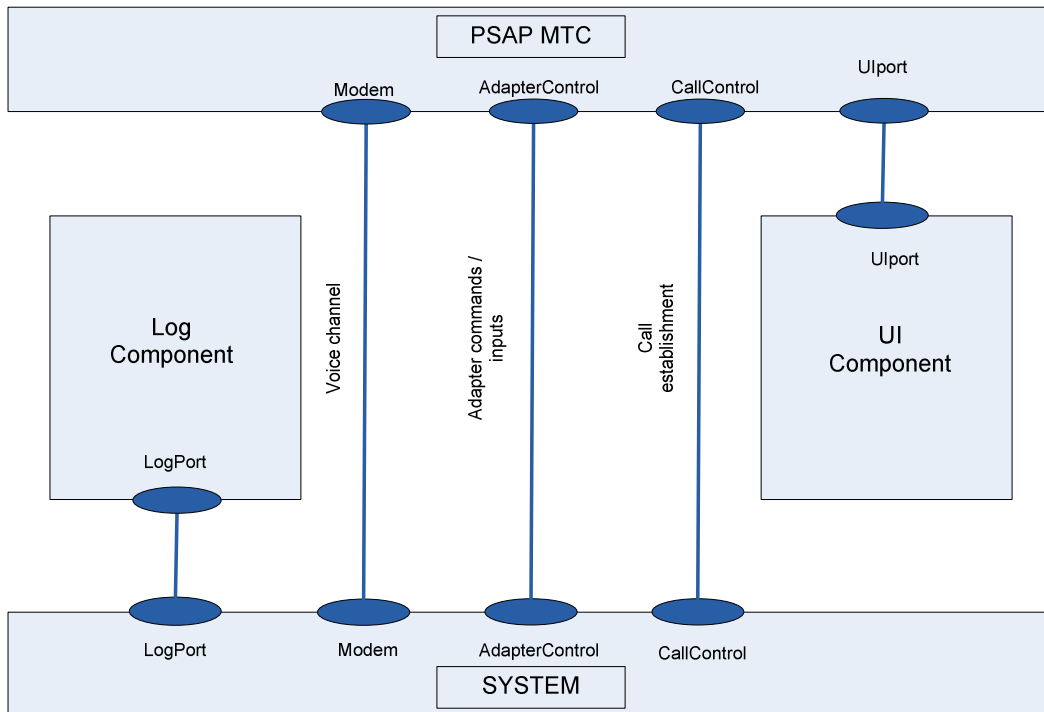 PSAP MTC
Modem
AdapterControl
CallControl
UIport
UIport
Log
Component
Voice channel
Adapter commands /
inputs
Call
establishment
UI
Component
LogPort
LogPort
Modem
AdapterControl
CallControl
SYSTEM